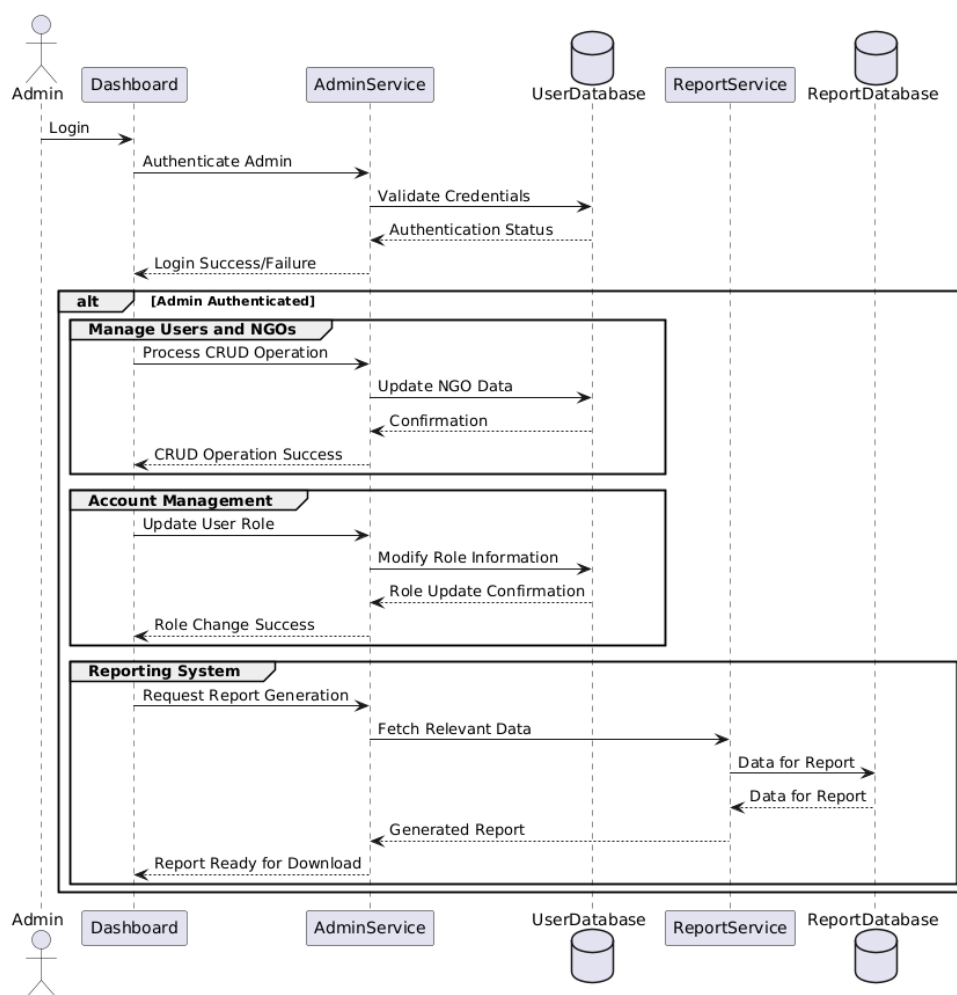 Admin
Dashboard
AdminService
UserDatabase
ReportService
ReportDatabase
Login
Authenticate Admin
Validate Credentials
Authentication Status
Login Success/Failure
alt [Admin Authenticated]
Manage Users and NGOs
Process CRUD Operation
Update NGO Data
Confirmation
CRUD Operation Success
Account Management
Update User Role
Modify Role Information
Role Update Confirmation
Role Change Success
Reporting System
Request Report Generation
Fetch Relevant Data
Data for Report
Data for Report
Generated Report
Report Ready for Download
Admin
Dashboard
AdminService
UserDatabase
ReportService
ReportDatabase